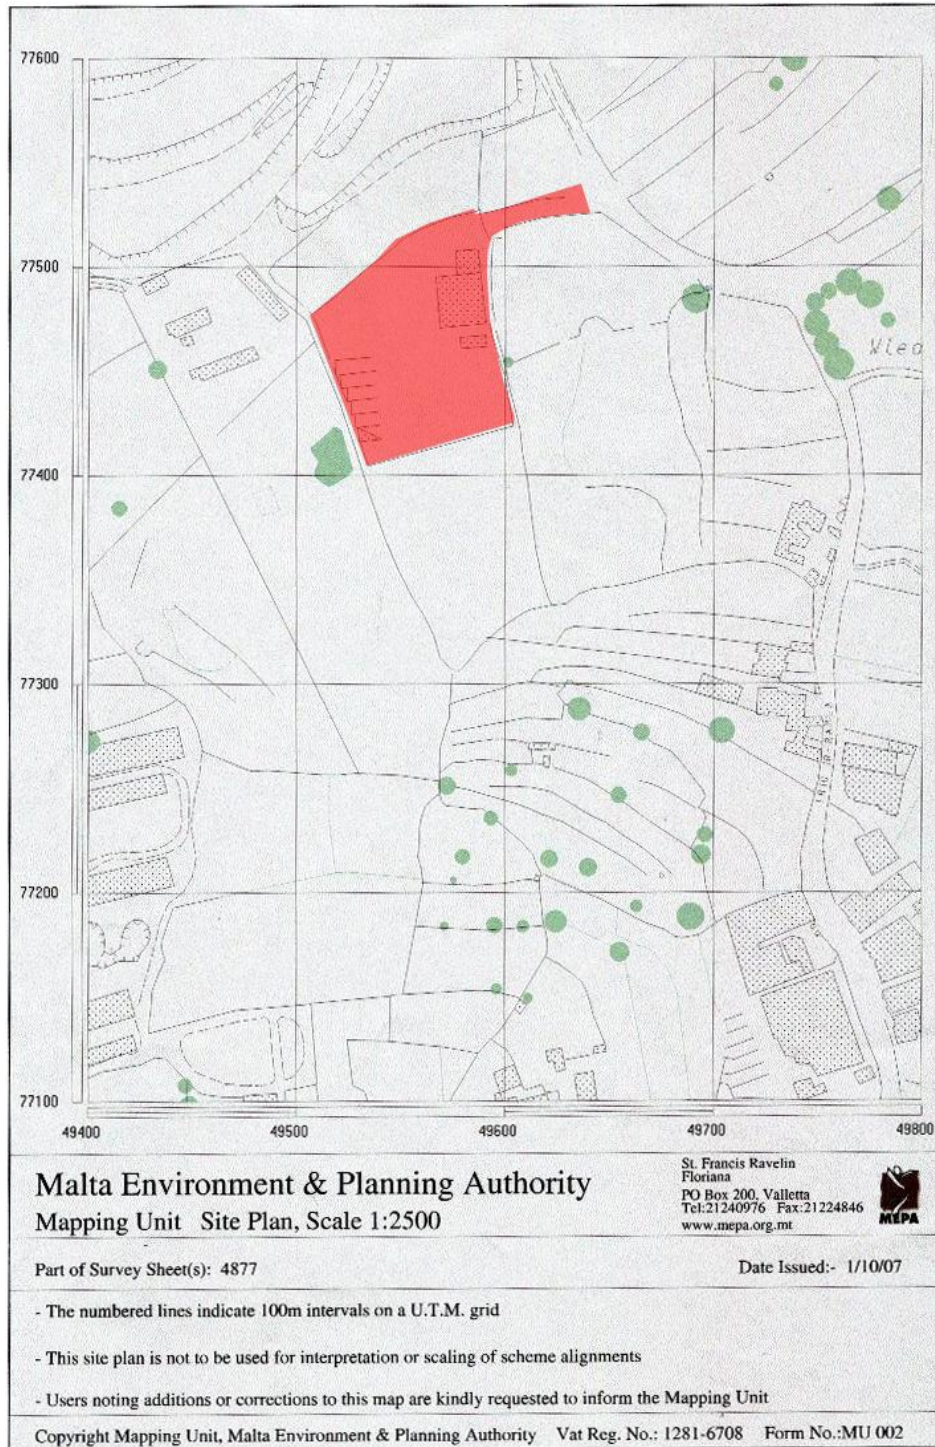 77600
77500
Wied
77400
77300
77200
77100
49400 49500 49600 49700 49800
Malta Environment & Planning Authority
Mapping Unit Site Plan, Scale 1:2500
St. Francis Ravelin
Floriana
PO Box 200, Valletta
Tel:21240976 Fax:21224846
www.mepa.org.mt
MEPA
Part of Survey Sheet(s): 4877
Date Issued:- 1/10/07
- The numbered lines indicate 100m intervals on a U.T.M. grid
- This site plan is not to be used for interpretation or scaling of scheme alignments
- Users noting additions or corrections to this map are kindly requested to inform the Mapping Unit
Copyright Mapping Unit, Malta Environment & Planning Authority Vat Reg. No.: 1281-6708 Form No.:MU 002